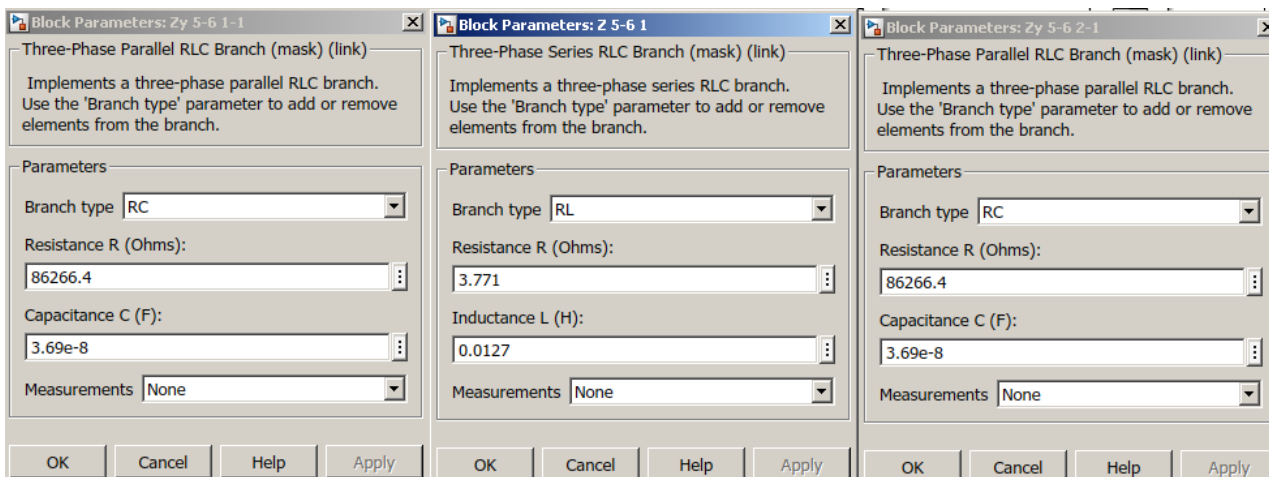 Block Parameters: Zy 5-6 1-1
Three-Phase Parallel RLC Branch (mask) (link)
Implements a three-phase parallel RLC branch.
Use the 'Branch type' parameter to add or remove
elements from the branch.
Parameters
Branch type RC
Resistance R (Ohms):
86266.4
Capacitance C (F):
3.69e-8
Measurements None
OK Cancel Help Apply
Block Parameters: Z 5-6 1
Three-Phase Series RLC Branch (mask) (link)
Implements a three-phase series RLC branch.
Use the 'Branch type' parameter to add or remove
elements from the branch.
Parameters
Branch type RL
Resistance R (Ohms):
3.771
Inductance L (H):
0.0127
Measurements None
OK Cancel Help Apply
Block Parameters: Zy 5-6 2-1
Three-Phase Parallel RLC Branch (mask) (link)
Implements a three-phase parallel RLC branch.
Use the 'Branch type' parameter to add or remove
elements from the branch.
Parameters
Branch type RC
Resistance R (Ohms):
86266.4
Capacitance C (F):
3.69e-8
Measurements None
OK Cancel Help Apply